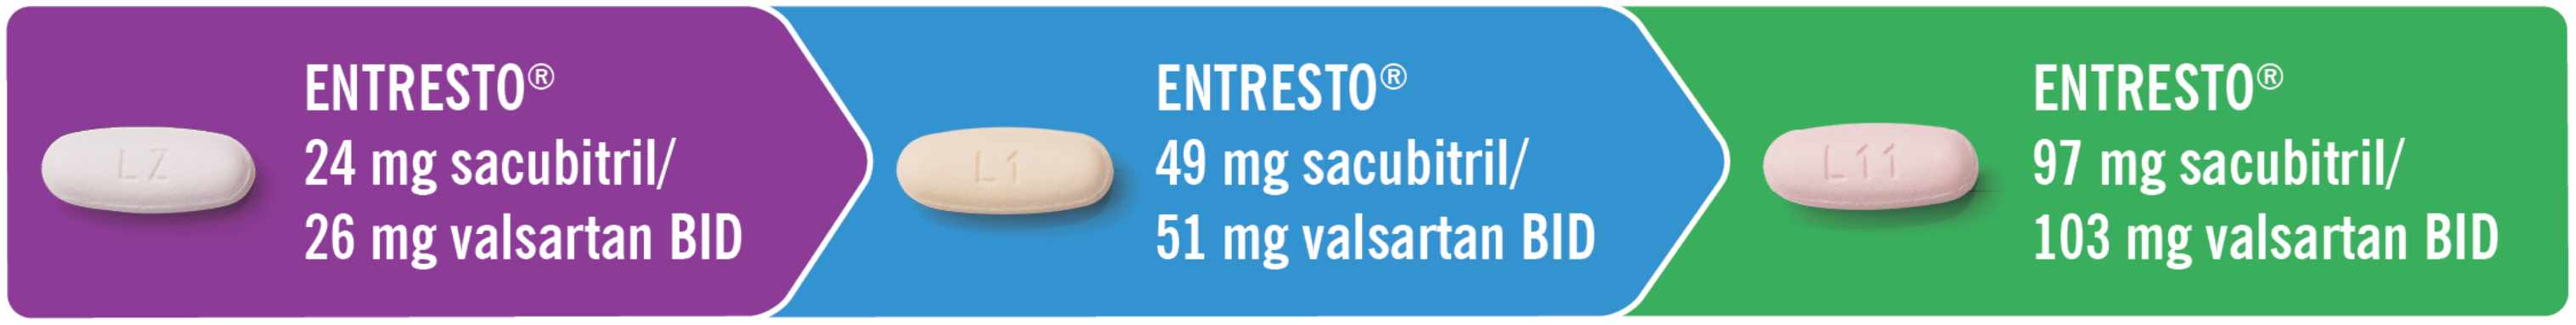 LZ
ENTRESTO®
24 mg sacubitril/
26 mg valsartan BID
L1
ENTRESTO®
49 mg sacubitril/
51 mg valsartan BID
L11
ENTRESTO®
97 mg sacubitril/
103 mg valsartan BID